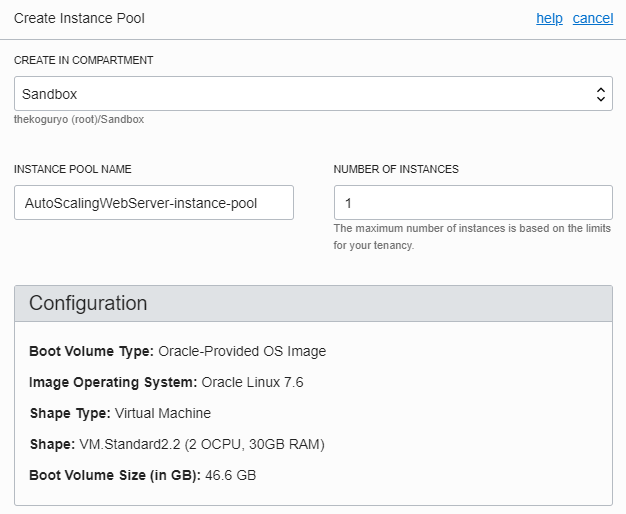 Create Instance Pool
help cancel
CREATE IN COMPARTMENT
Sandbox
thekoguryo (root)/Sandbox
INSTANCE POOL NAME
NUMBER OF INSTANCES
AutoScalingWebServer-instance-pool
1
The maximum number of instances is based on the limits
for your tenancy.
Configuration
Boot Volume Type: Oracle-Provided OS Image
Image Operating System: Oracle Linux 7.6
Shape Type: Virtual Machine
Shape: VM.Standard2.2 (2 OCPU, 30GB RAM)
Boot Volume Size (in GB): 46.6 GB